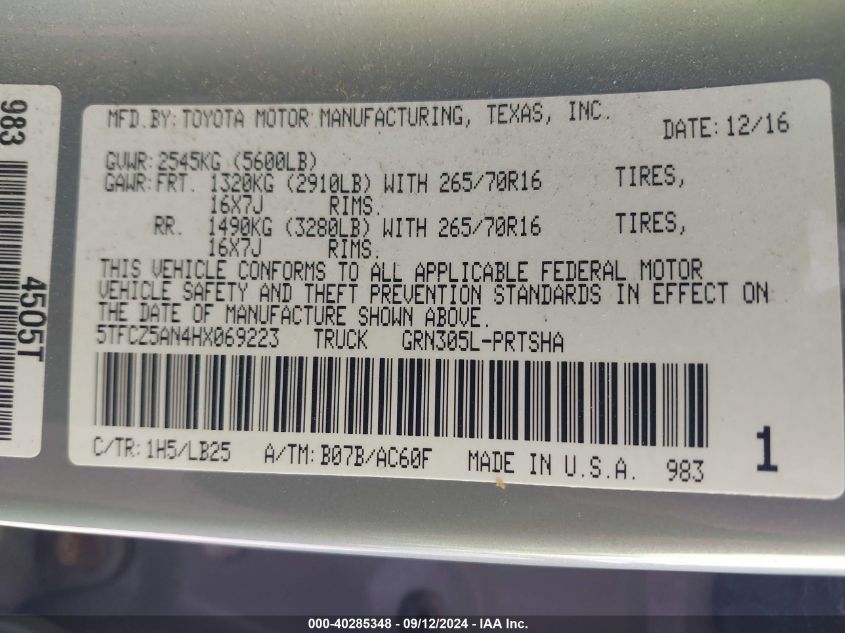 MFD.BY:TOYOTA MOTOR MANUFACTURING, TEXAS, INC.
DATE:12/16
GVWR:2545KG (5600LB)
GAWR:FRT. 1320KG (2910LB) WITH 265/70R16 TIRES,
16X7J RIMS.
RR. 1490KG (3280LB) WITH 265/70R16 TIRES,
16X7J RIMS.
THIS VEHICLE CONFORMS TO ALL APPLICABLE FEDERAL MOTOR
VEHICLE SAFETY AND THEFT PREVENTION STANDARDS IN EFFECT ON
THE DATE OF MANUFACTURE SHOWN ABOVE.
5TFCZ5AN4HX069223 TRUCK GRN305L-PRTSHA
C/TR:1H5/LB25 A/TM:B07B/AC60F MADE IN U.S.A. 983
1
983
4505T
000-40285348 - 09/12/2024 - IAA Inc.